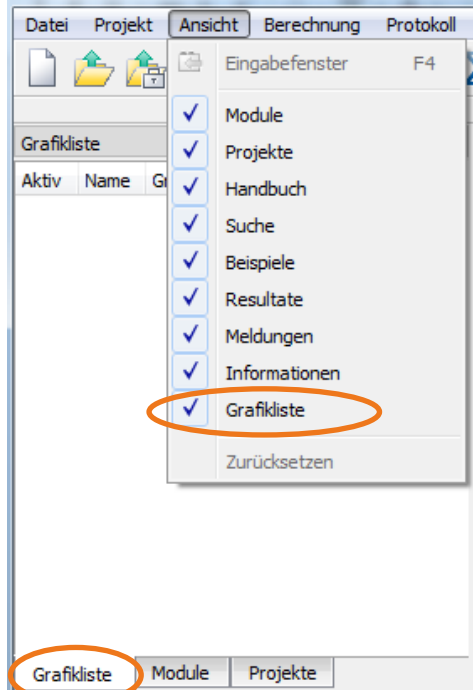 Datei Projekt Ansicht Berechnung Protokoll
Eingabefenster F4
Module
Grafikliste
Projekte
Aktiv Name
Handbuch
Suche
Beispiele
Resultate
Meldungen
Informationen
Grafikliste
Zurücksetzen
Grafikliste Module Projekte